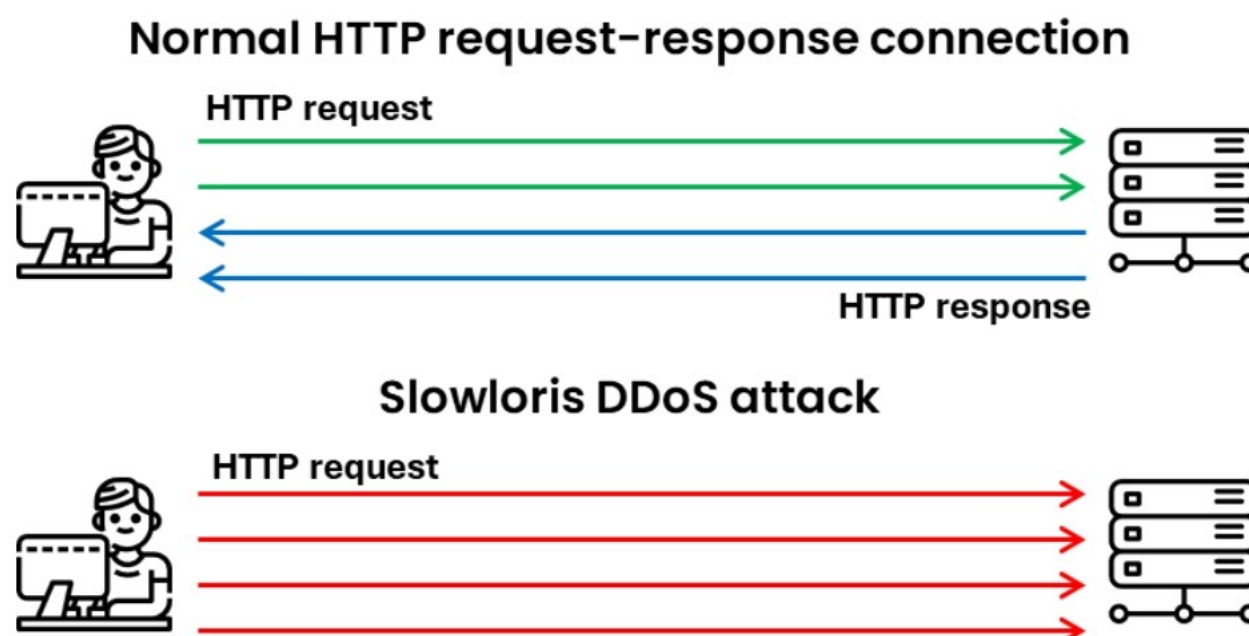 Normal HTTP request-response connection
HTTP request
HTTP response
Slowloris DDoS attack
HTTP request